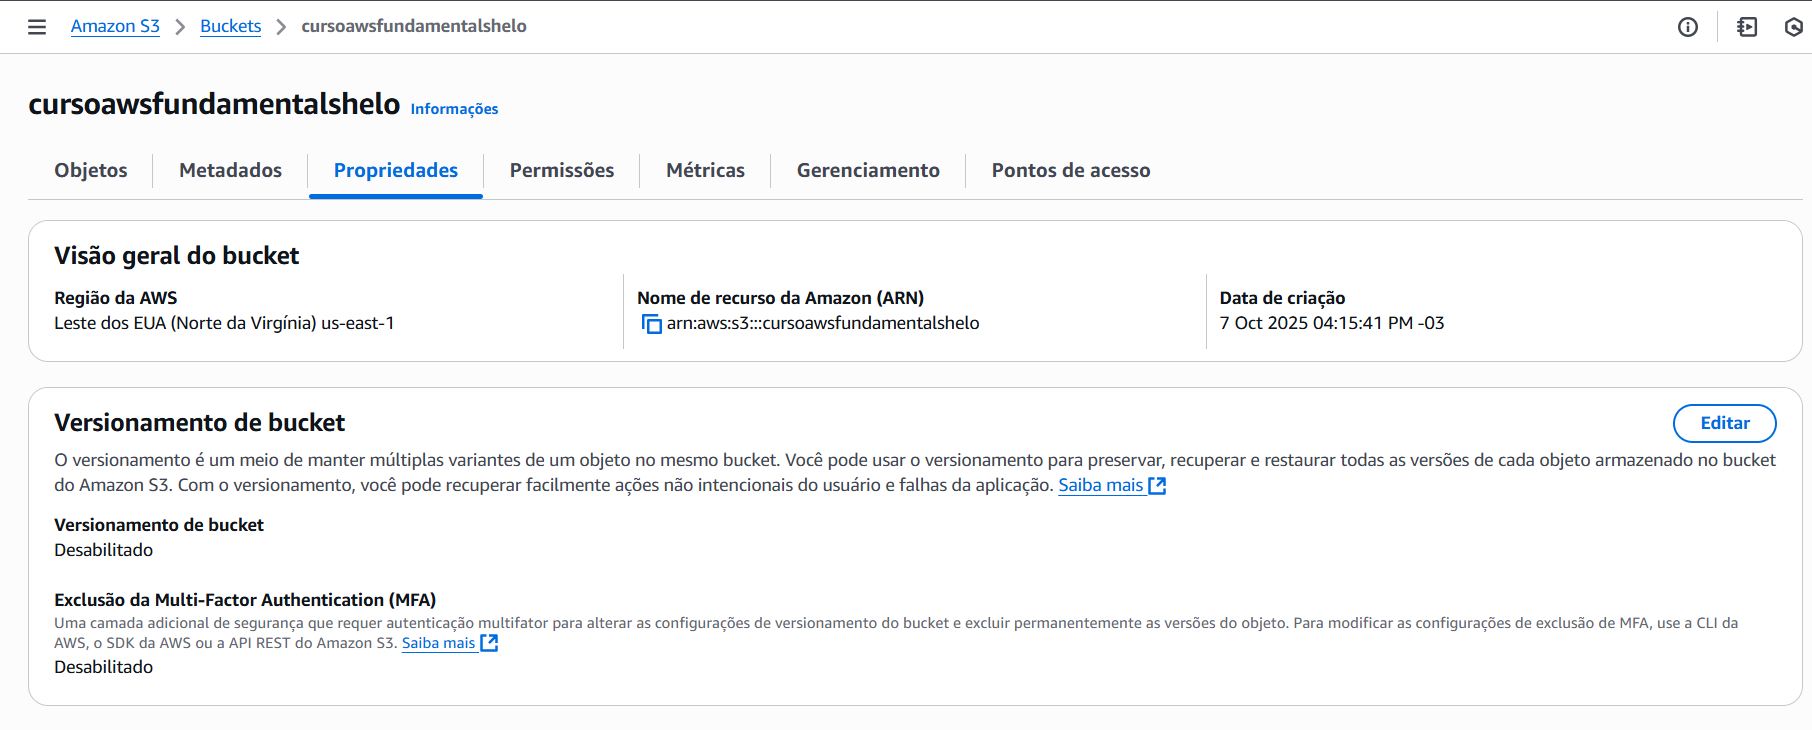 Amazon S3 > Buckets > cursoawsfundamentalshelo
cursoawsfundamentalshelo Informações
Objetos Metadados Propriedades Permissões Métricas Gerenciamento Pontos de acesso
Visão geral do bucket
Região da AWS
Leste dos EUA (Norte da Virgínia) us-east-1
Nome de recurso da Amazon (ARN)
arn:aws:s3:::cursoawsfundamentalshelo
Data de criação
7 Oct 2025 04:15:41 PM -03
Versionamento de bucket
Editar
O versionamento é um meio de manter múltiplas variantes de um objeto no mesmo bucket. Você pode usar o versionamento para preservar, recuperar e restaurar todas as versões de cada objeto armazenado no bucket
do Amazon S3. Com o versionamento, você pode recuperar facilmente ações não intencionais do usuário e falhas da aplicação. Saiba mais
Versionamento de bucket
Desabilitado
Exclusão da Multi-Factor Authentication (MFA)
Uma camada adicional de segurança que requer autenticação multifator para alterar as configurações de versionamento do bucket e excluir permanentemente as versões do objeto. Para modificar as configurações de exclusão de MFA, use a CLI da
AWS, o SDK da AWS ou a API REST do Amazon S3. Saiba mais
Desabilitado